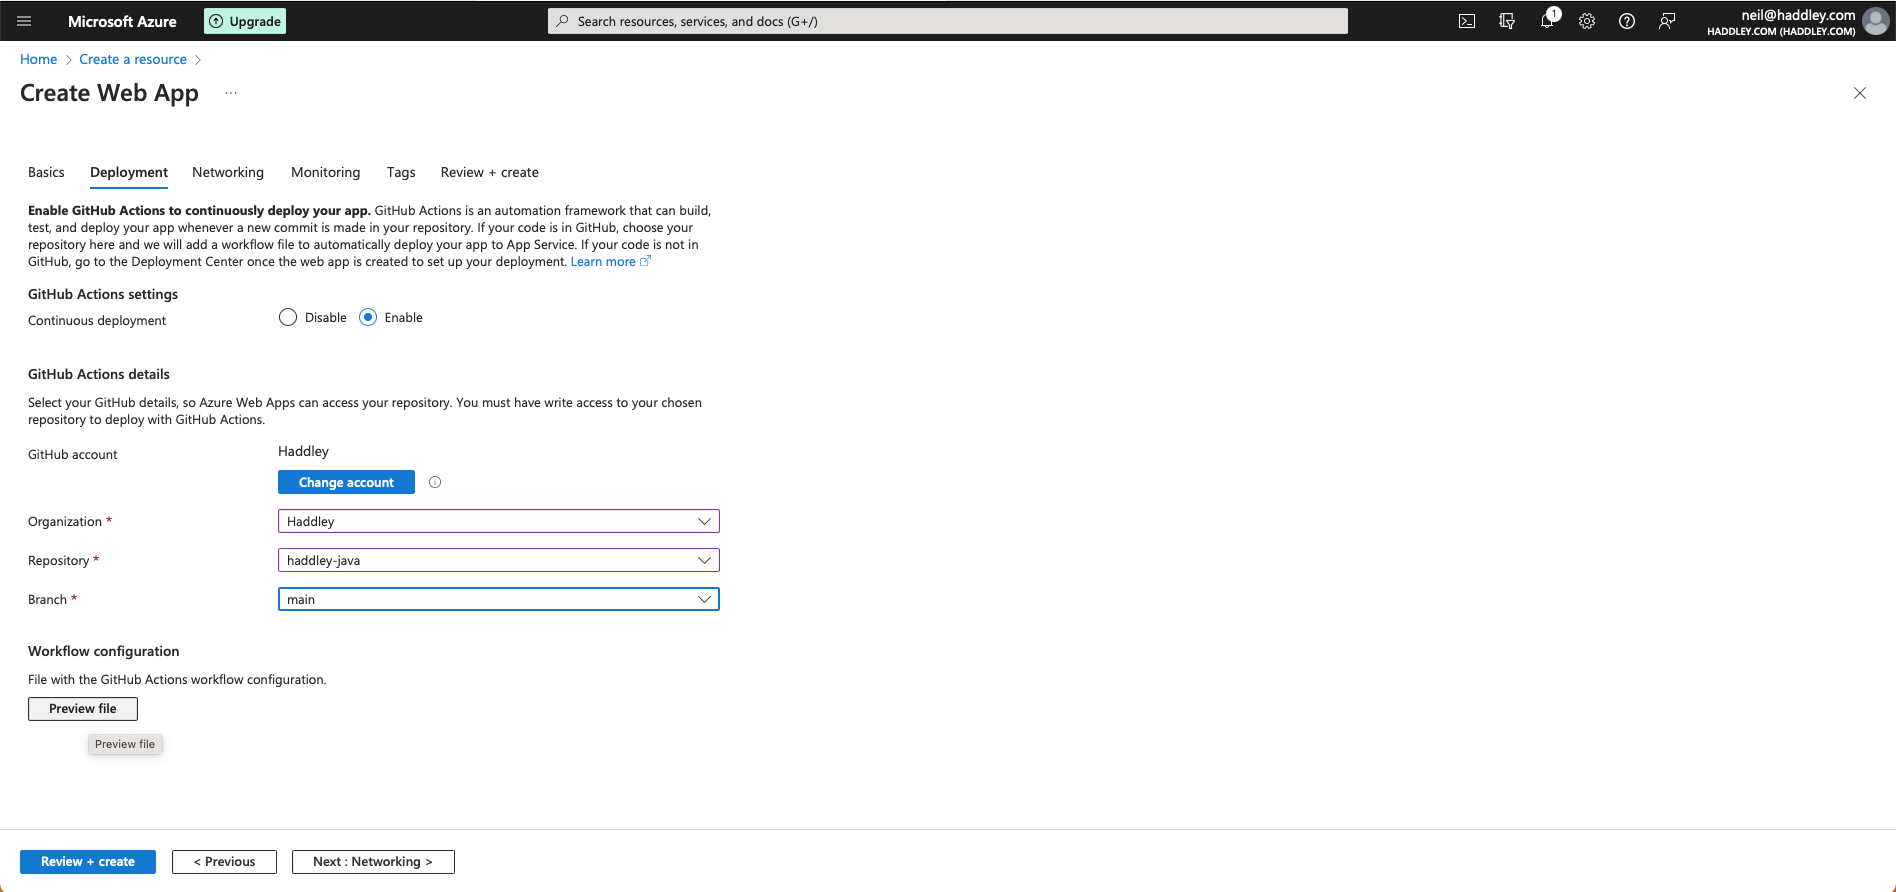 Microsoft Azure
Upgrade
Search resources, services, and docs (G+/)
1
neil@haddley.com
HADDLEY.COM (HADDLEY.COM)
Home > Create a resource >
Create Web App ...
Basics Deployment Networking Monitoring Tags Review + create
Enable GitHub Actions to continuously deploy your app. GitHub Actions is an automation framework that can build,
test, and deploy your app whenever a new commit is made in your repository. If your code is in GitHub, choose your
repository here and we will add a workflow file to automatically deploy your app to App Service. If your code is not in
GitHub, go to the Deployment Center once the web app is created to set up your deployment. Learn more
GitHub Actions settings
Continuous deployment
Disable Enable
GitHub Actions details
Select your GitHub details, so Azure Web Apps can access your repository. You must have write access to your chosen
repository to deploy with GitHub Actions.
GitHub account
Haddley
Change account
Organization *
Haddley
Repository *
haddley-java
Branch *
main
Workflow configuration
File with the GitHub Actions workflow configuration.
Preview file
Preview file
Review + create
< Previous
Next : Networking >